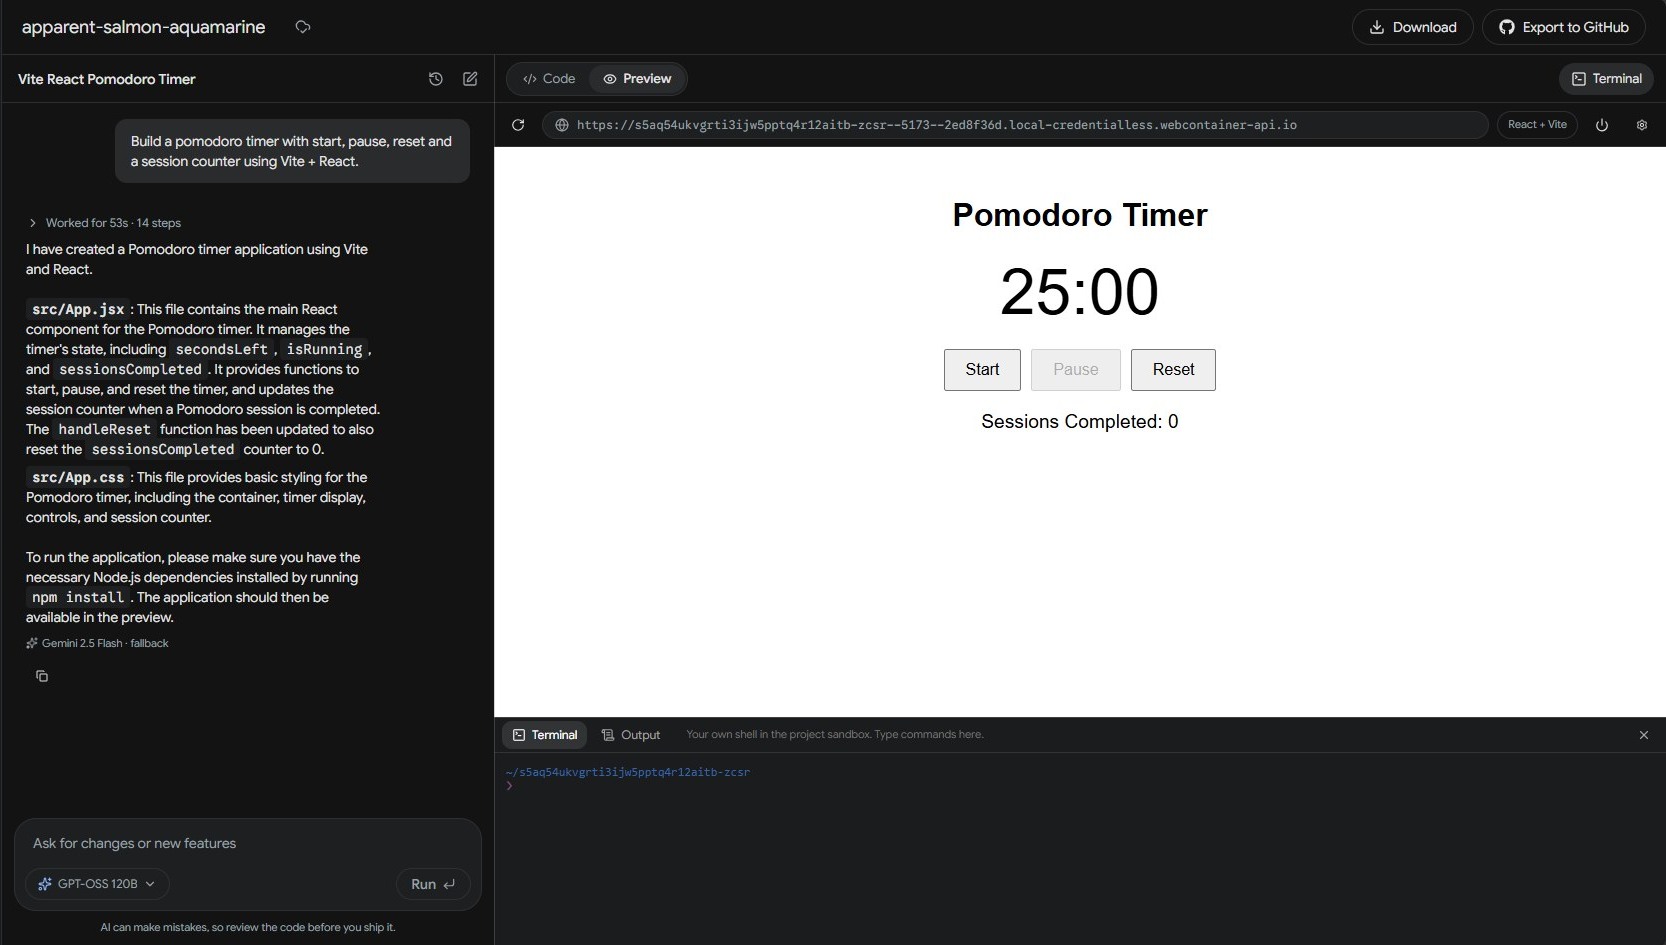 apparent-salmon-aquamarine
Download
Export to GitHub
Vite React Pomodoro Timer
Code
Preview
Terminal
https://s5aq54ukvgrti3ijw5pptq4r12aitb-zcsr--5173--2ed8f36d.local-credentialless.webcontainer-api.io
React + Vite
Build a pomodoro timer with start, pause, reset and
a session counter using Vite + React.
Worked for 53s · 14 steps
I have created a Pomodoro timer application using Vite
and React.
src/App.jsx : This file contains the main React
component for the Pomodoro timer. It manages the
timer's state, including secondsLeft , isRunning ,
and sessionsCompleted . It provides functions to
start, pause, and reset the timer, and updates the
session counter when a Pomodoro session is completed.
The handleReset function has been updated to also
reset the sessionsCompleted counter to 0.
src/App.css : This file provides basic styling for the
Pomodoro timer, including the container, timer display,
controls, and session counter.
To run the application, please make sure you have the
necessary Node.js dependencies installed by running
npm install . The application should then be
available in the preview.
Gemini 2.5 Flash · fallback
Ask for changes or new features
GPT-OSS 120B
Run
AI can make mistakes, so review the code before you ship it.
Pomodoro Timer
25:00
Start
Pause
Reset
Sessions Completed: 0
Terminal
Output
Your own shell in the project sandbox. Type commands here.
~/s5aq54ukvgrti3ijw5pptq4r12aitb-zcsr
❯